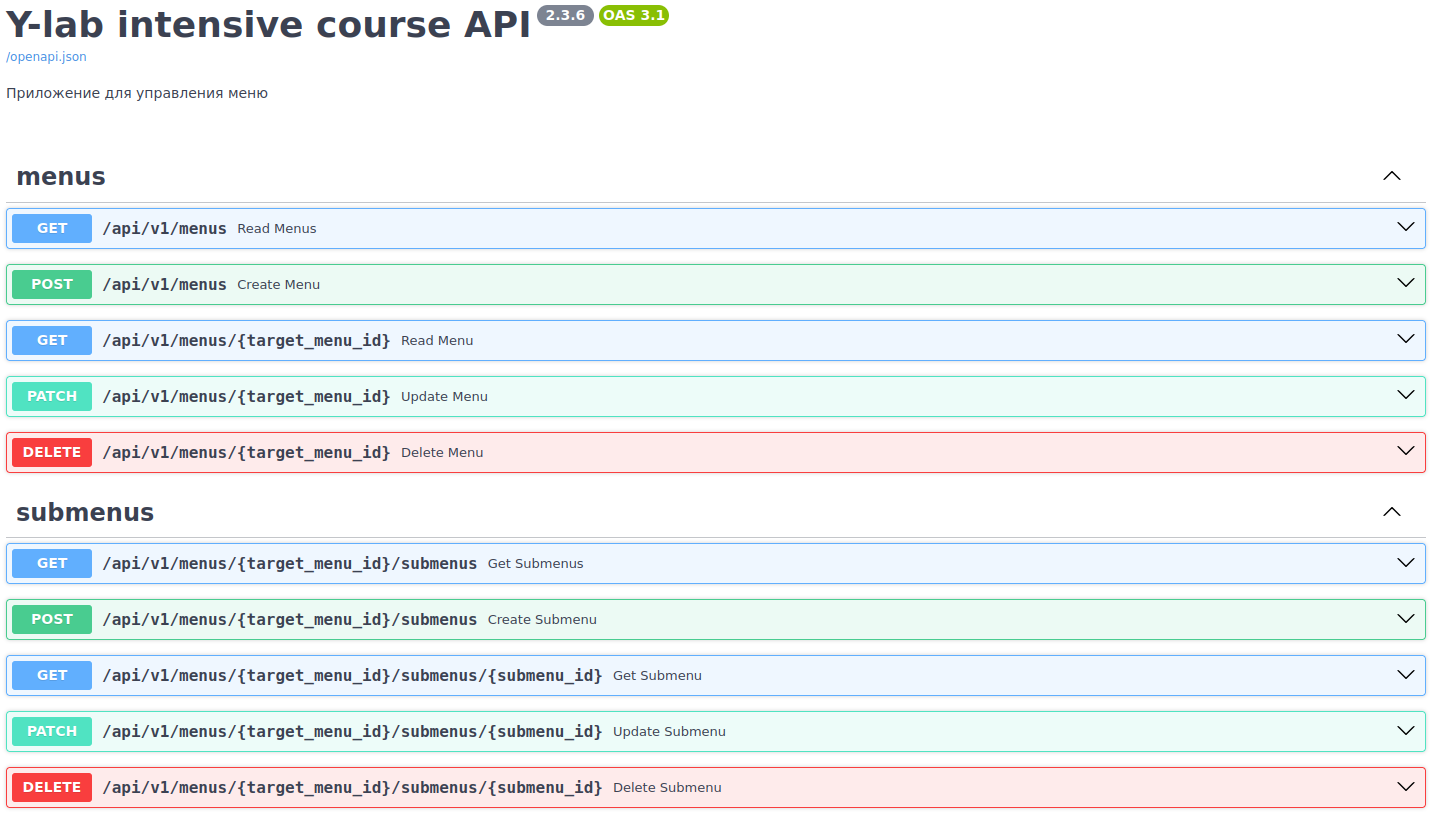 Y-lab intensive course API 2.3.6 OAS 3.1
/openapi.json
Приложение для управления меню
menus
GET /api/v1/menus Read Menus
POST /api/v1/menus Create Menu
GET /api/v1/menus/{target_menu_id} Read Menu
PATCH /api/v1/menus/{target_menu_id} Update Menu
DELETE /api/v1/menus/{target_menu_id} Delete Menu
submenus
GET /api/v1/menus/{target_menu_id}/submenus Get Submenus
POST /api/v1/menus/{target_menu_id}/submenus Create Submenu
GET /api/v1/menus/{target_menu_id}/submenus/{submenu_id} Get Submenu
PATCH /api/v1/menus/{target_menu_id}/submenus/{submenu_id} Update Submenu
DELETE /api/v1/menus/{target_menu_id}/submenus/{submenu_id} Delete Submenu